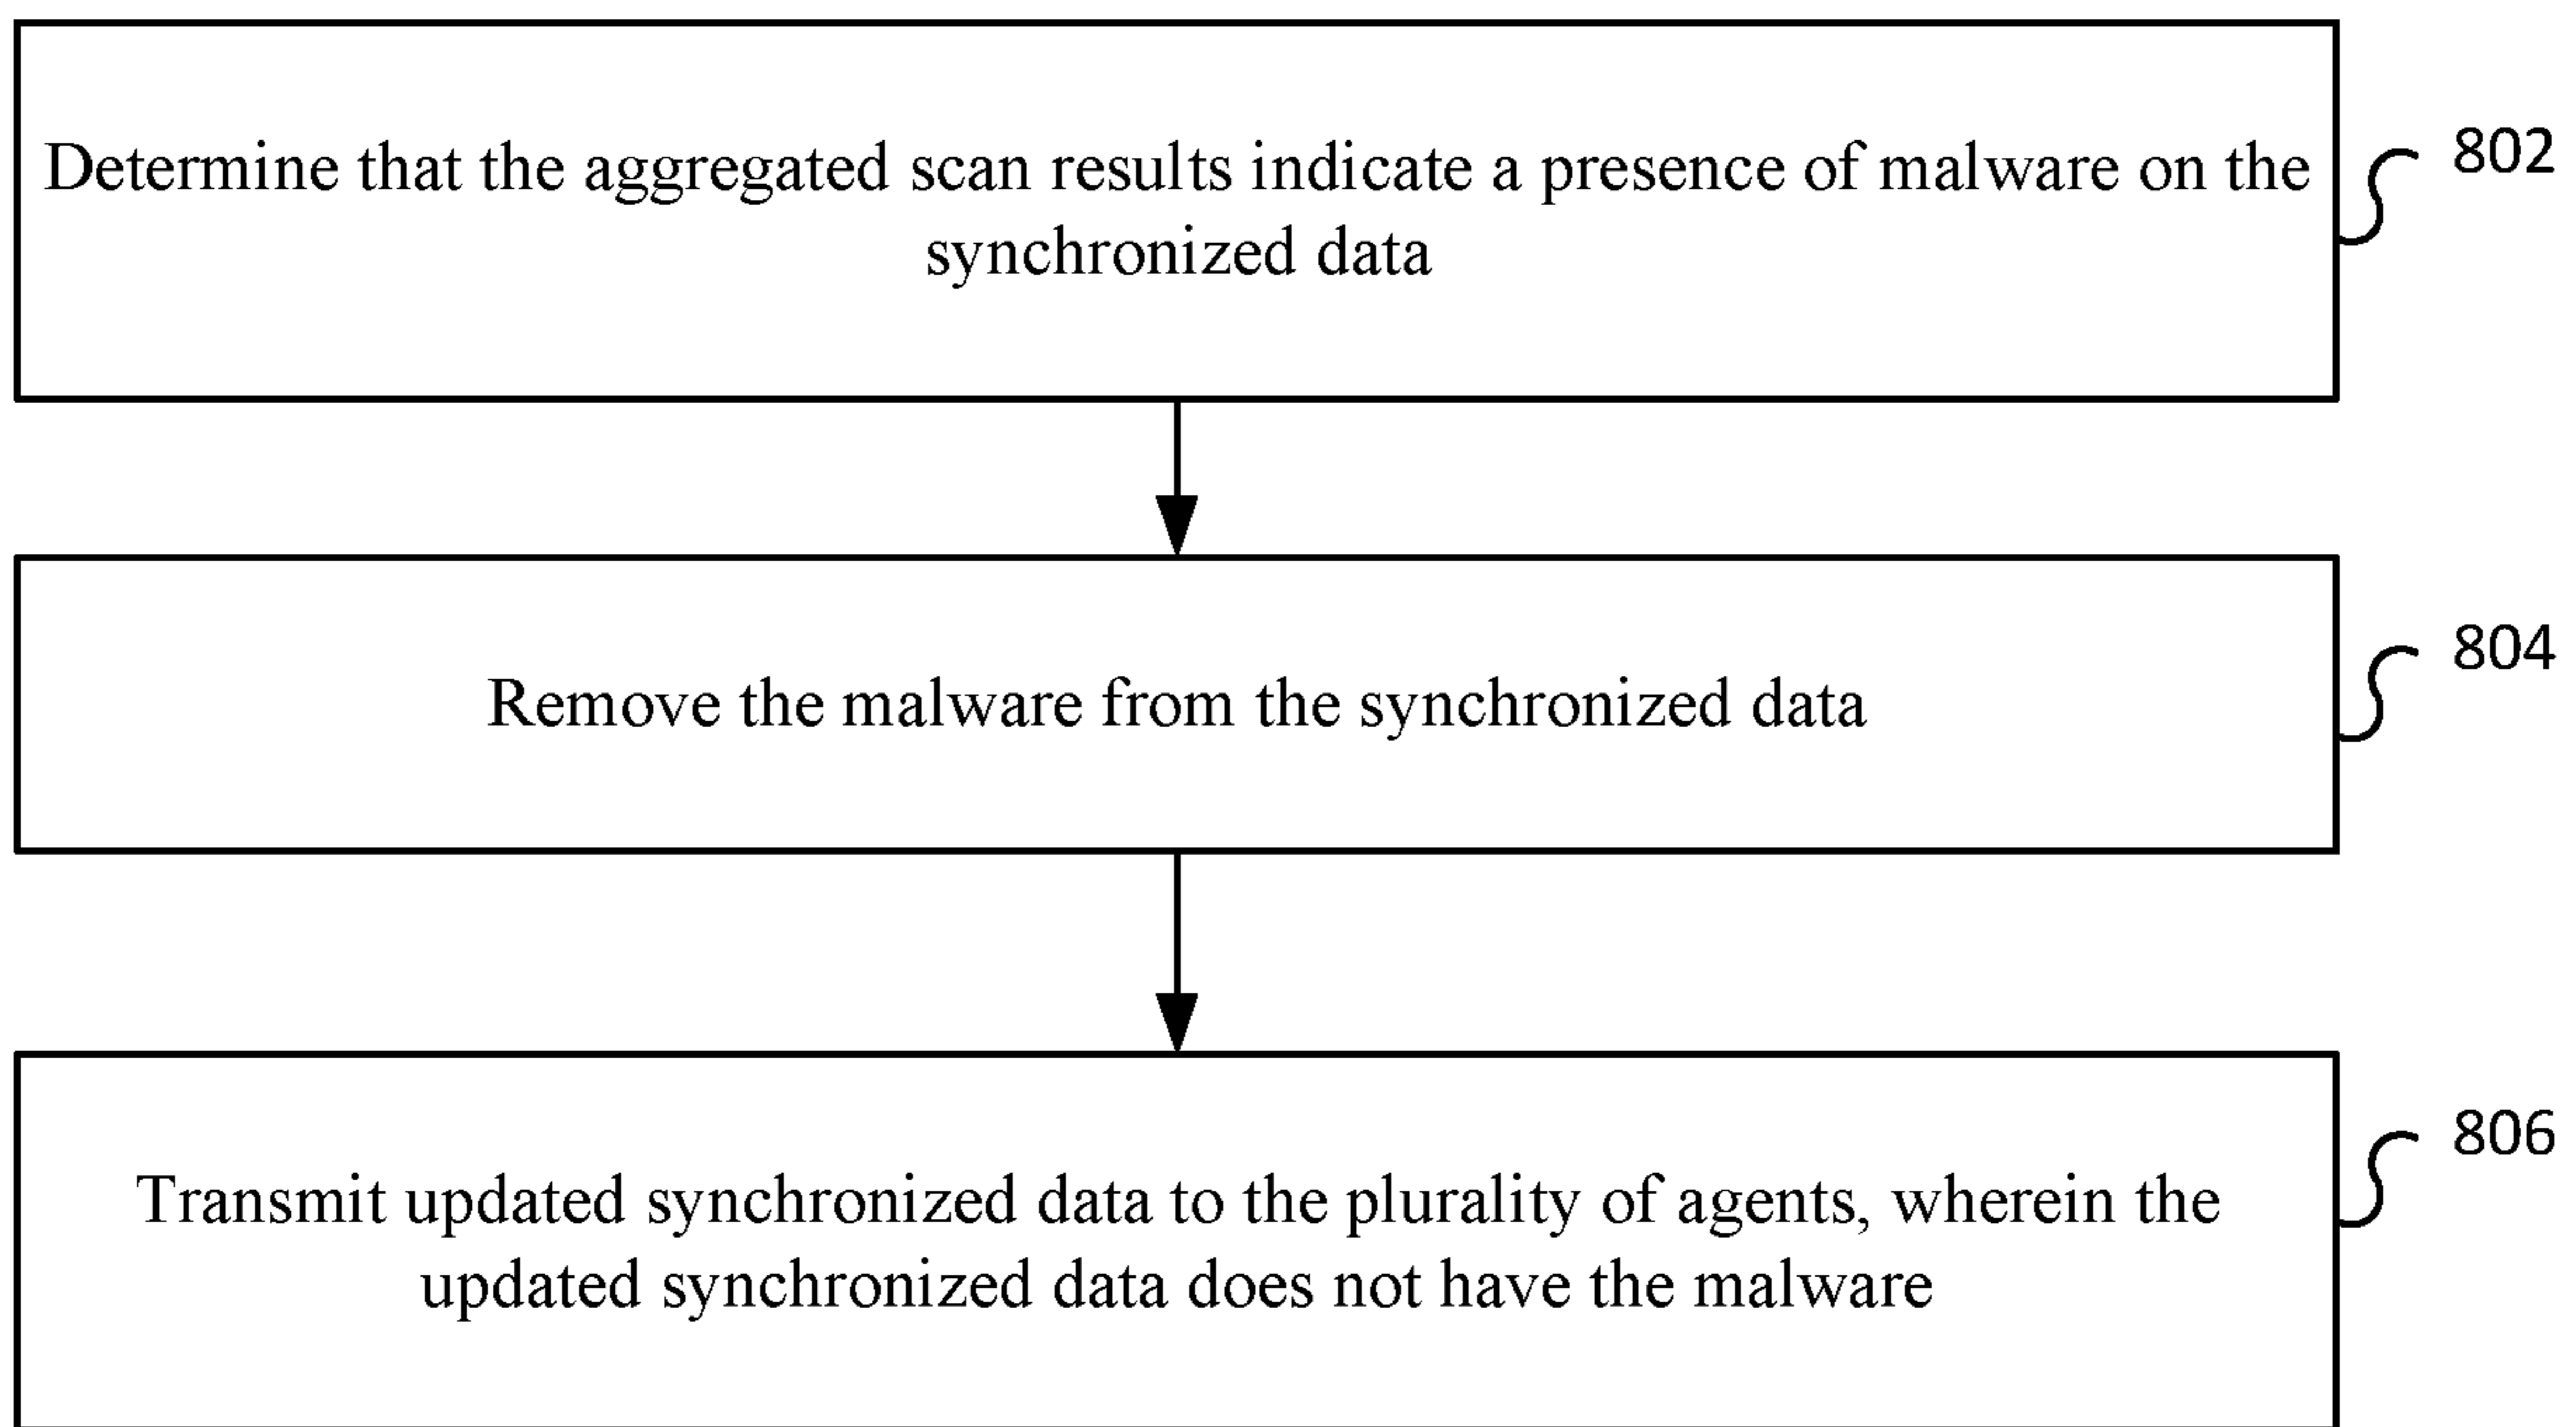 Determine that the aggregated scan results indicate a presence of malware on the
synchronized data
802
Remove the malware from the synchronized data
804
Transmit updated synchronized data to the plurality of agents, wherein the
updated synchronized data does not have the malware
806